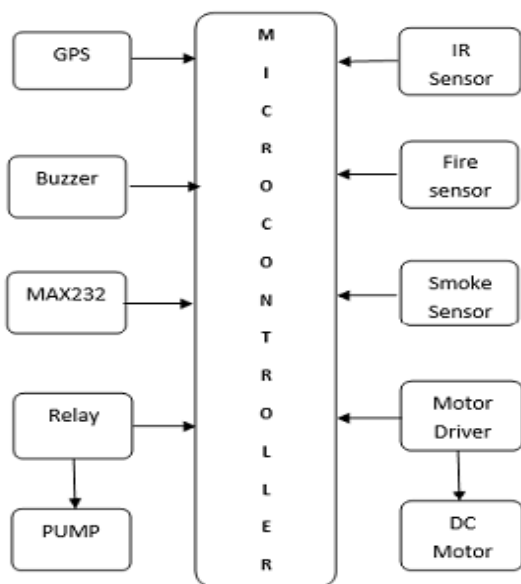 GPS
Buzzer
MAX232
Relay
PUMP
M
I
C
R
O
C
O
N
T
R
O
L
L
E
R
IR
Sensor
Fire
sensor
Smoke
Sensor
Motor
Driver
DC
Motor